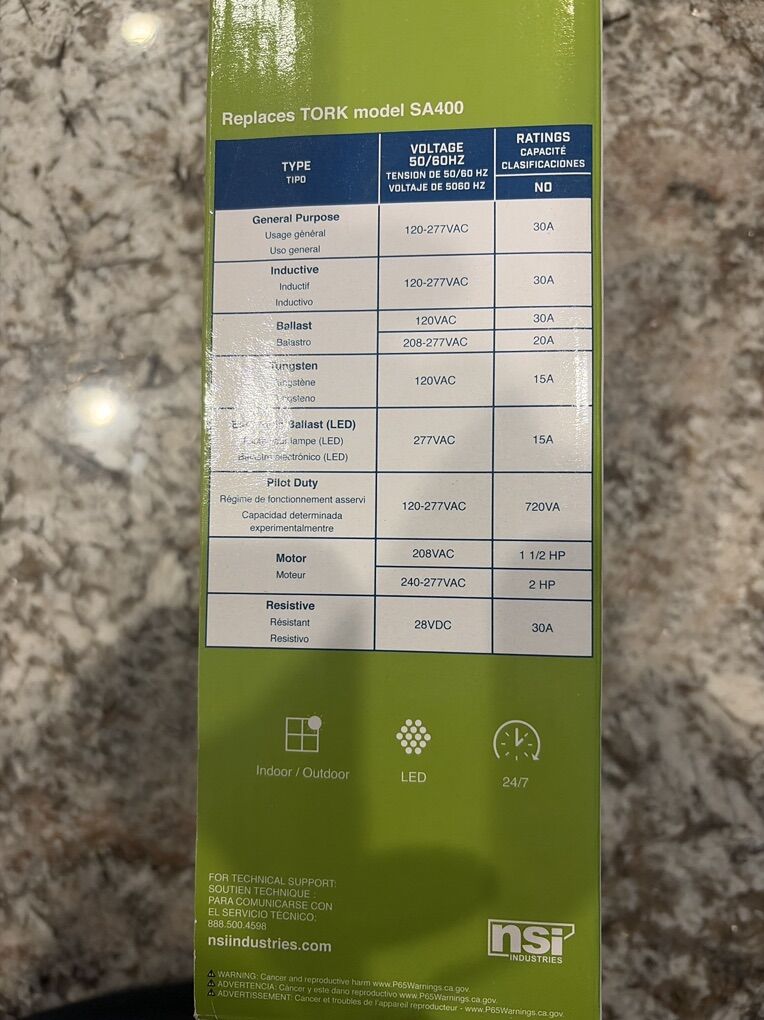 Replaces TORK model SA400
TYPE
TIPO
VOLTAGE
50/60HZ
TENSION DE 50/60 HZ
VOLTAJE DE 5060 HZ
RATINGS
CAPACITÉ
CLASIFICACIONES
NO
General Purpose
Usage général
Uso general
120-277VAC
30A
Inductive
Inductif
Inductivo
120-277VAC
30A
Ballast
Balastro
120VAC
30A
208-277VAC
20A
Tungsten
120VAC
15A
Ballast (LED)
lampe (LED)
electrónico (LED)
277VAC
15A
Pilot Duty
Régime de fonctionnement asservi
Capacidad determinada
experimentalmentre
120-277VAC
720VA
Motor
Moteur
208VAC
1 1/2 HP
240-277VAC
2 HP
Resistive
Résistant
Resistivo
28VDC
30A
Indoor / Outdoor
LED
24/7
FOR TECHNICAL SUPPORT:
SOUTIEN TECHNIQUE :
PARA COMUNICARSE CON
EL SERVICIO TÉCNICO:
888.500.4598
nsiindustries.com
nsi
INDUSTRIES
WARNING: Cancer and reproductive harm www.P65Warnings.ca.gov.
ADVERTENCIA: Cáncer y este dano reproductivo www.P65Warnings.ca.gov.
ADVERTISSEMENT: Cancer et troubles de l'appareil reproducteur - www.P65Warnings.ca.gov